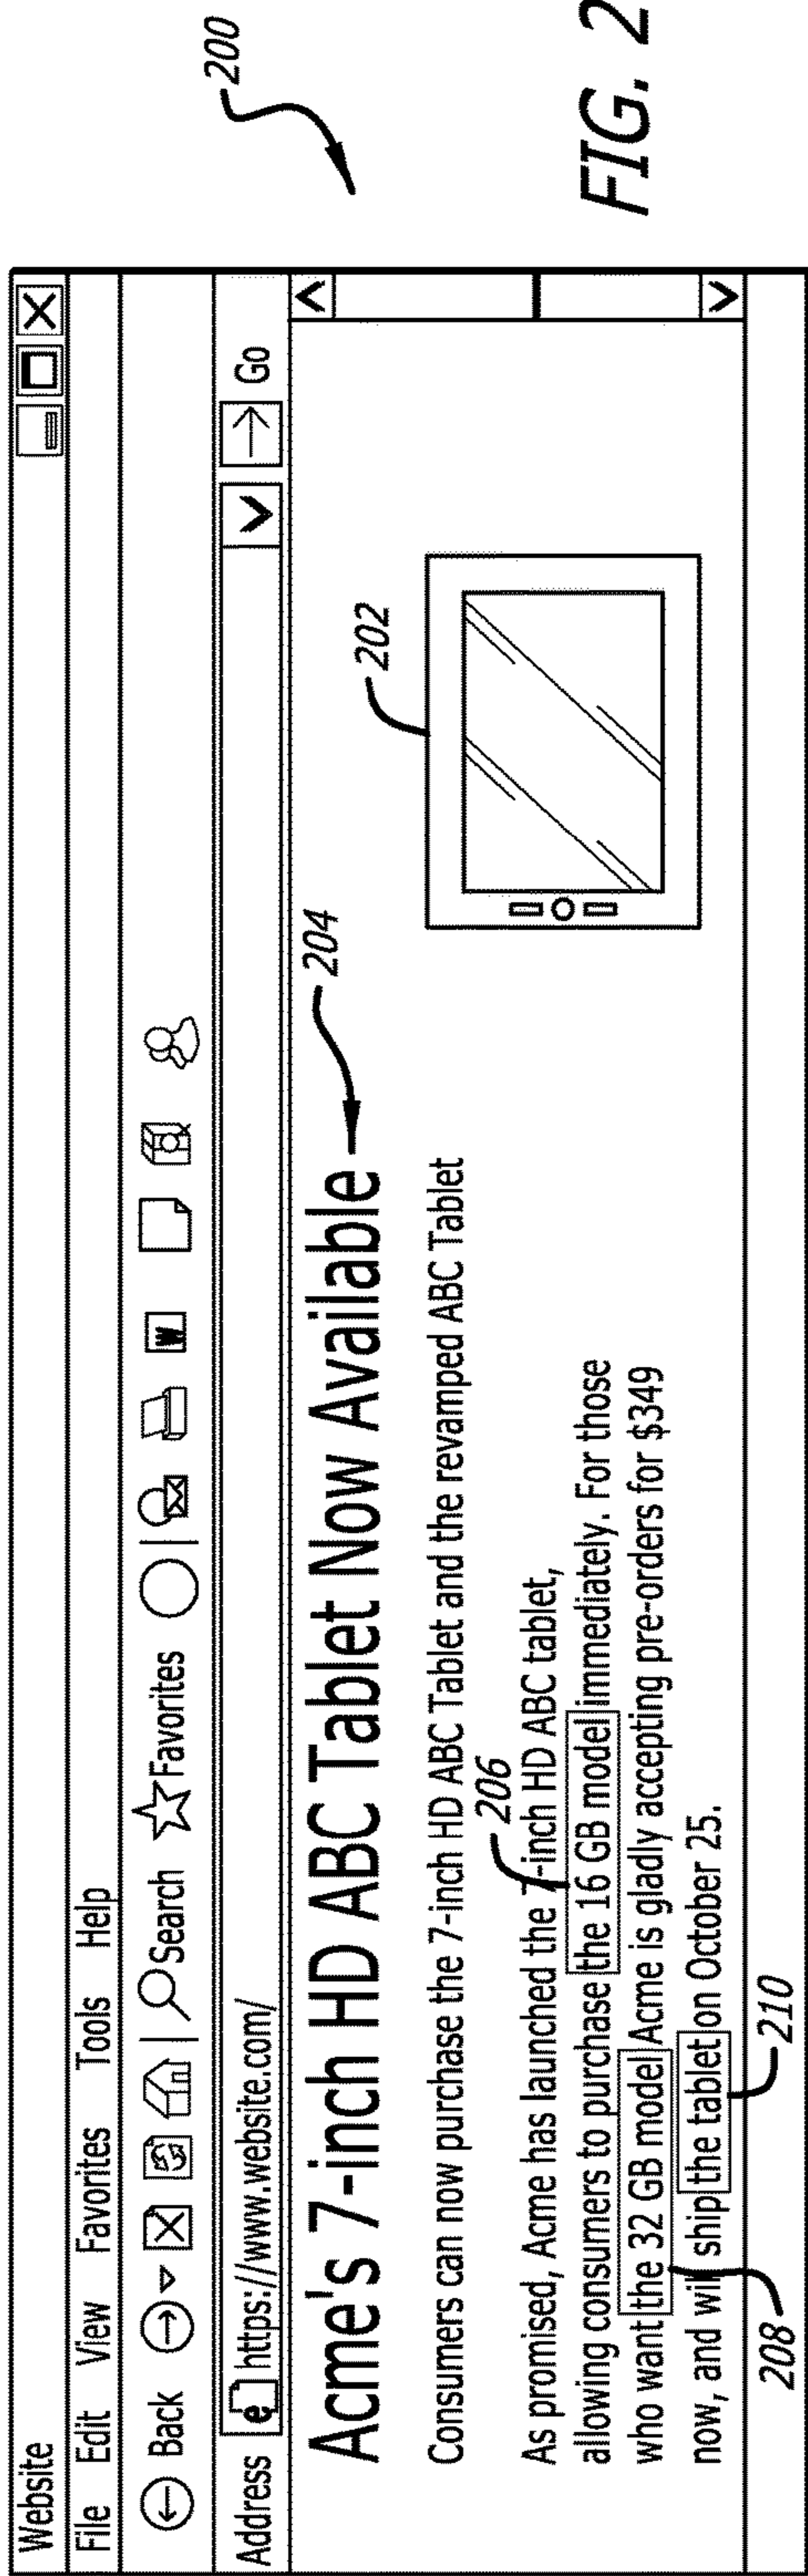 Website
File Edit View Favorites Tools Help
Back Search Favorites W
Address e https://www.website.com/ Go
Acme's 7-inch HD ABC Tablet Now Available
204
202
Consumers can now purchase the 7-inch HD ABC Tablet and the revamped ABC Tablet
206
As promised, Acme has launched the 7-inch HD ABC tablet,
allowing consumers to purchase the 16 GB model immediately. For those
who want the 32 GB model Acme is gladly accepting pre-orders for $349
now, and will ship the tablet on October 25.
208
210
200
FIG. 2